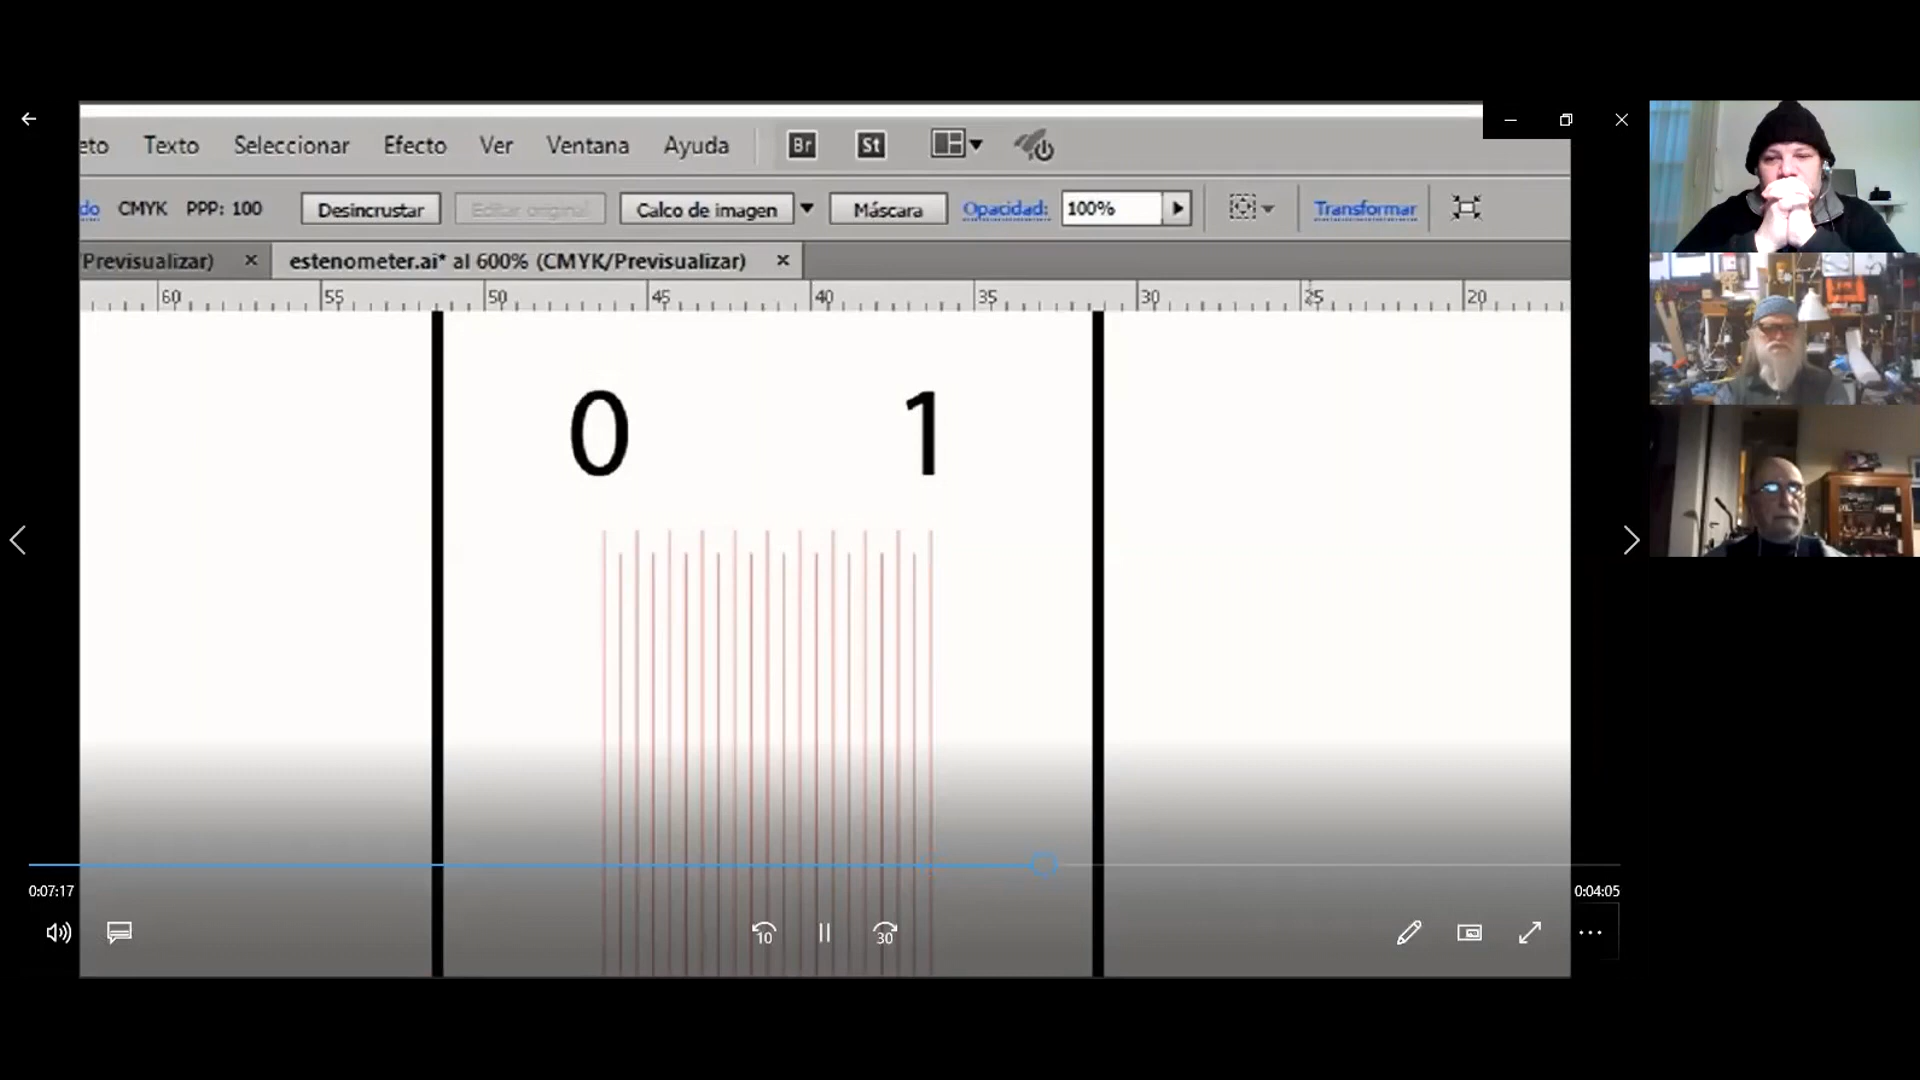 eto Texto Seleccionar Efecto Ver Ventana Ayuda Br St
do CMYK PPP: 100 Desincrustar Editar original Calco de imagen Máscara Opacidad: 100% Transformar
Previsualizar) × estenometer.ai* al 600% (CMYK/Previsualizar) ×
60 55 50 45 40 35 30 25 20
0 1
0:07:17 0:04:05
10 30